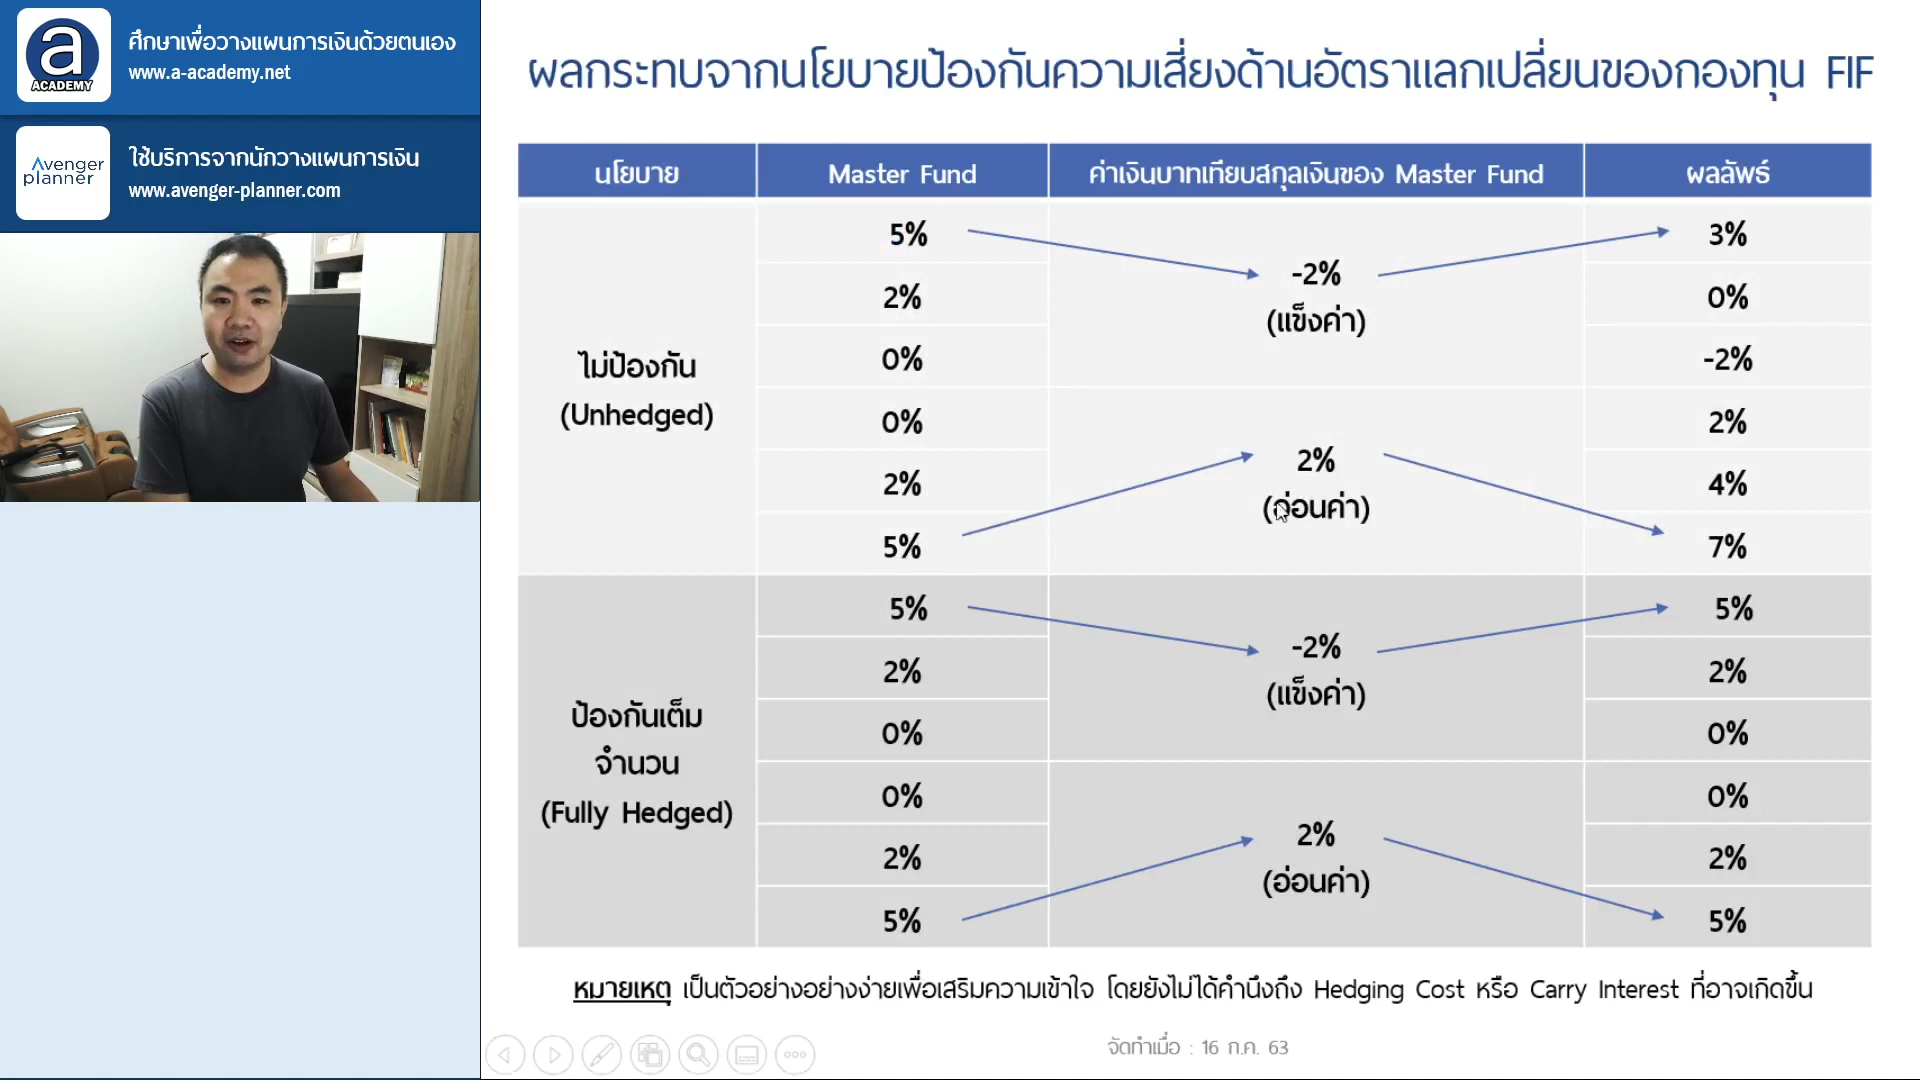 a
ACADEMY
ศึกษาเพื่อวางแผนการเงินด้วยตนเอง
www.a-academy.net
Avenger
planner
ใช้บริการจากนักวางแผนการเงิน
www.avenger-planner.com
ผลกระทบจากนโยบายป้องกันความเสี่ยงด้านอัตราแลกเปลี่ยนของกองทุน FIF
นโยบาย Master Fund ค่าเงินบาทเทียบสกุลเงินของ Master Fund ผลลัพธ์
ไม่ป้องกัน
(Unhedged)
5%
2%
0%
0%
2%
5%
-2%
(แข็งค่า)
2%
(อ่อนค่า)
3%
0%
-2%
2%
4%
7%
ป้องกันเต็ม
จำนวน
(Fully Hedged)
5%
2%
0%
0%
2%
5%
-2%
(แข็งค่า)
2%
(อ่อนค่า)
5%
2%
0%
0%
2%
5%
หมายเหตุ เป็นตัวอย่างอย่างง่ายเพื่อเสริมความเข้าใจ โดยยังไม่ได้คำนึงถึง Hedging Cost หรือ Carry Interest ที่อาจเกิดขึ้น
จัดทำเมื่อ : 16 ก.ค. 63